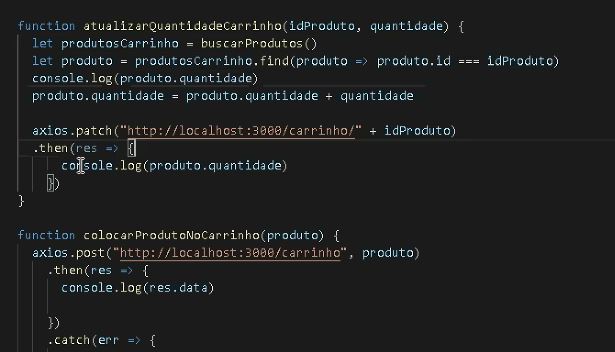 function atualizarQuantidadeCarrinho(idProduto, quantidade) {
let produtosCarrinho = buscarProdutos()
let produto = produtosCarrinho.find(produto => produto.id === idProduto)
console.log(produto.quantidade)
produto.quantidade = produto.quantidade + quantidade
axios.patch("http://localhost:3000/carrinho/" + idProduto)
.then(res => {
console.log(produto.quantidade)
})
}
function colocarProdutoNoCarrinho(produto) {
axios.post("http://localhost:3000/carrinho", produto)
.then(res => {
console.log(res.data)
})
.catch(err => {